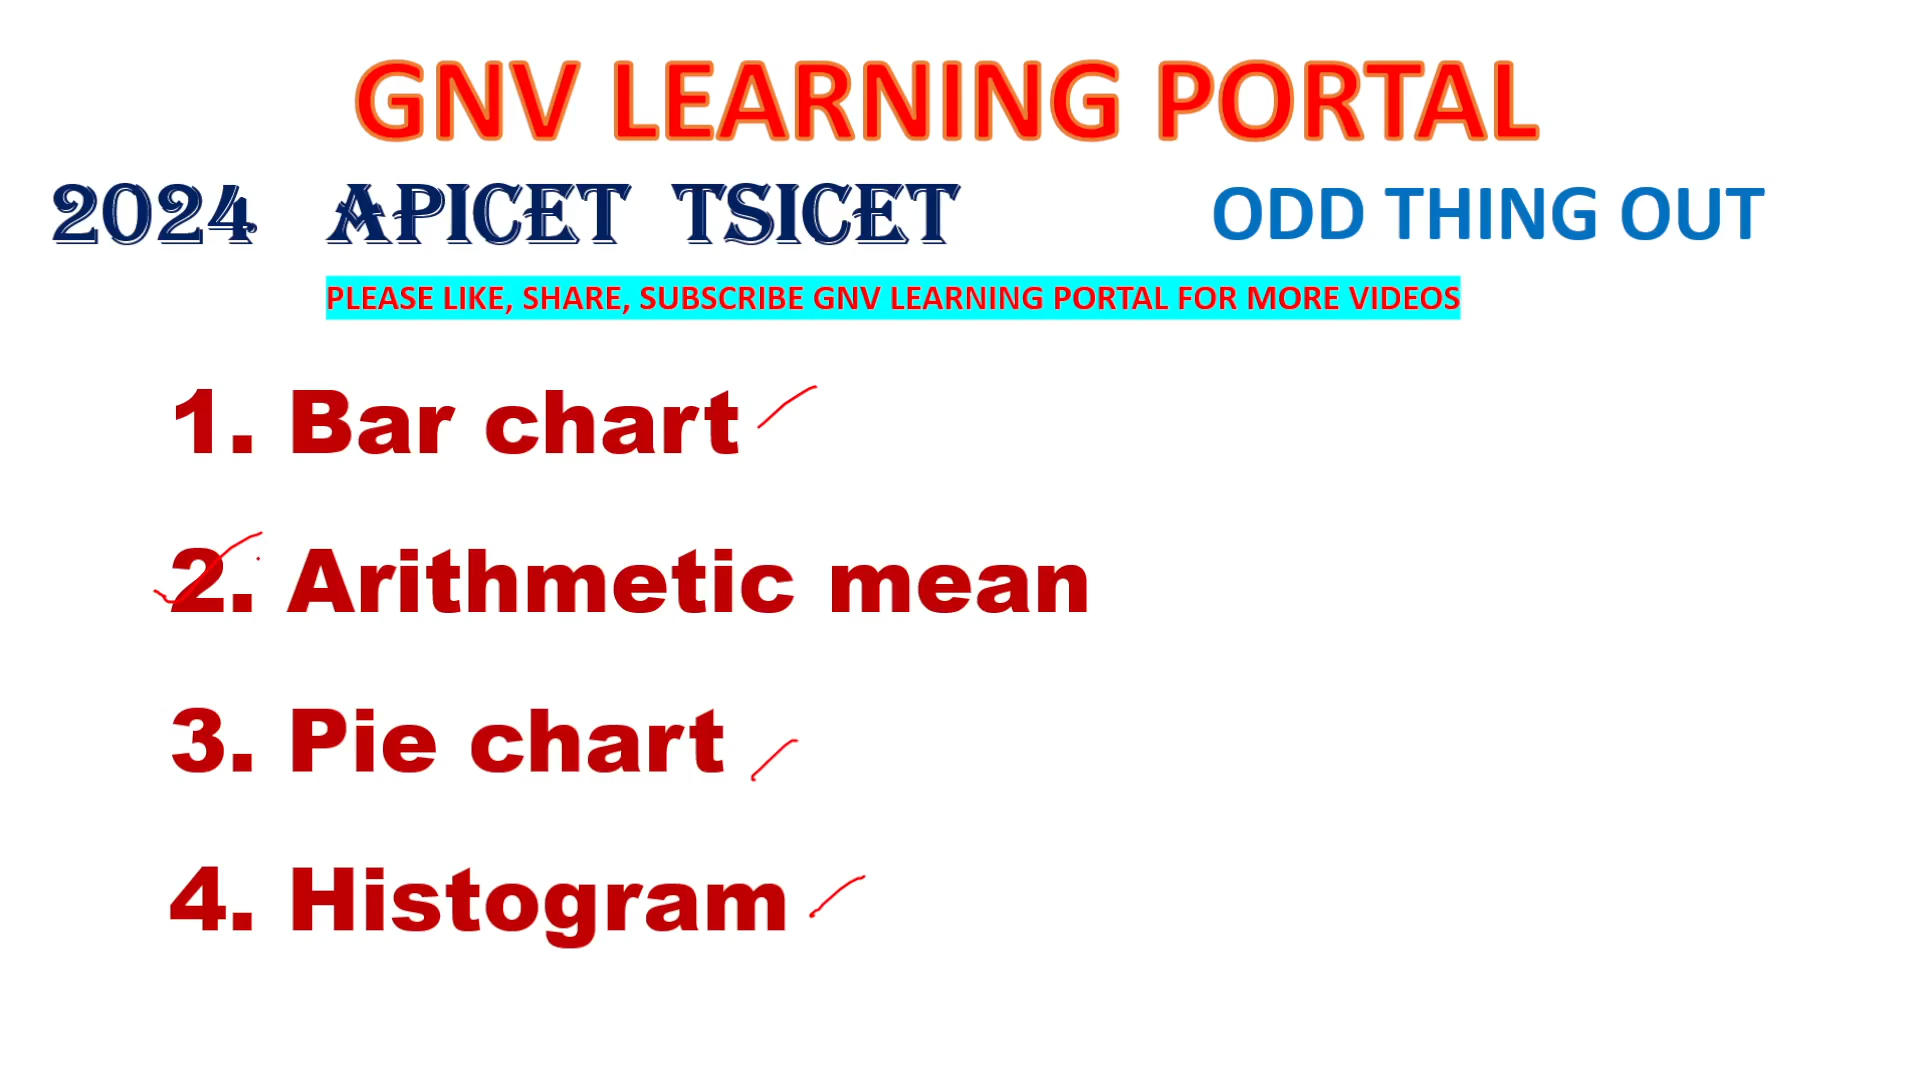 GNV LEARNING PORTAL
2024 APICET TSICET ODD THING OUT
PLEASE LIKE, SHARE, SUBSCRIBE GNV LEARNING PORTAL FOR MORE VIDEOS
1. Bar chart
2. Arithmetic mean
3. Pie chart
4. Histogram